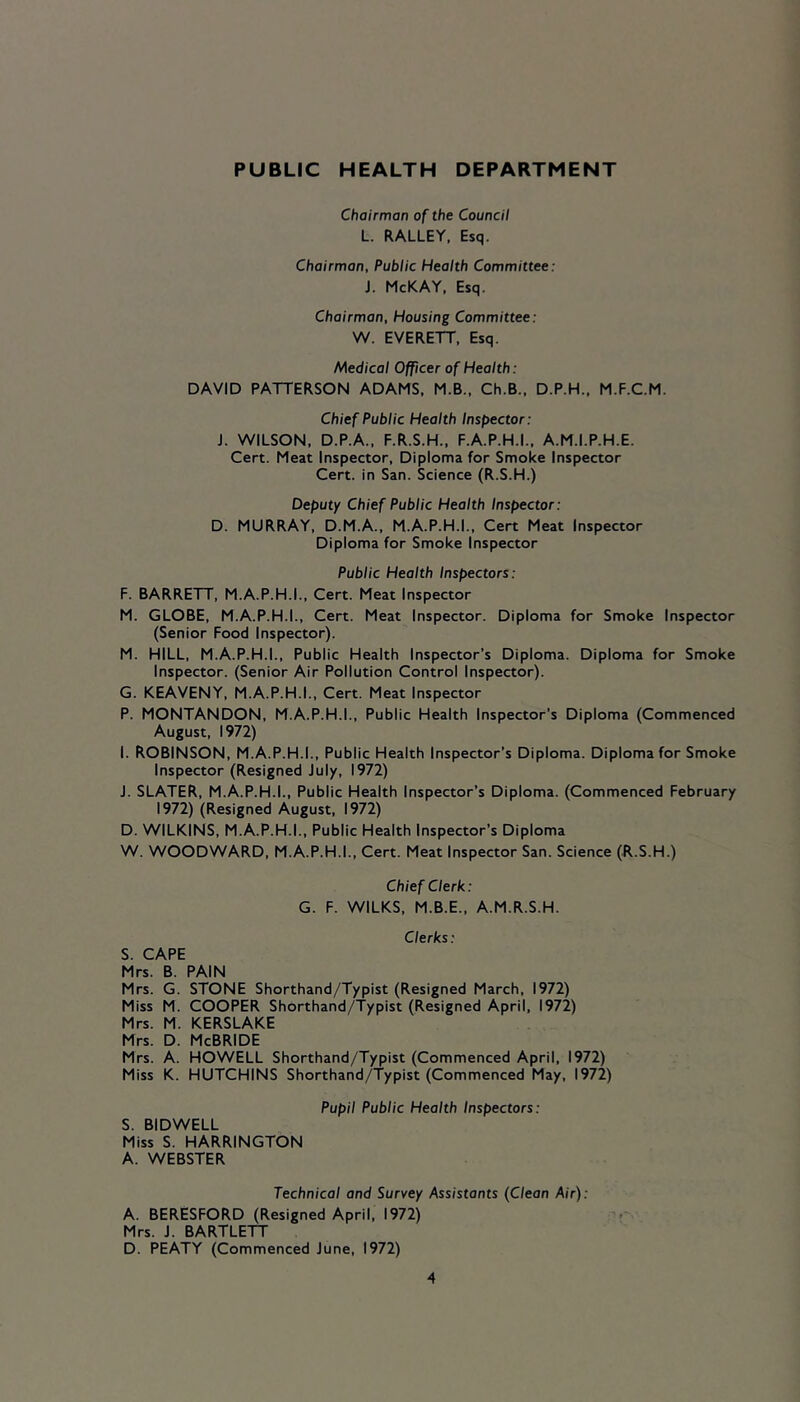 PUBLIC HEALTH DEPARTMENT
Chairman of the Council
L. RALLEY, Esq.
Chairman, Public Health Committee:
J. McKAY, Esq.
Chairman, Housing Committee:
W. EVERETT, Esq.
Medical Officer of Health:
DAVID PATTERSON ADAMS, M.B., Ch.B., D.P.H., M.F.C.M.
Chief Public Health Inspector:
J. WILSON, D.P.A., F.R.S.H., F.A.P.H.I., A.M.I.P.H.E.
Cert. Meat Inspector, Diploma for Smoke Inspector
Cert. in San. Science (R.S.H.)
Deputy Chief Public Health Inspector:
D. MURRAY, D.M.A., M.A.P.H.I., Cert Meat Inspector
Diploma for Smoke Inspector
Public Health Inspectors:
F. BARRETT, M.A.P.H.I., Cert. Meat Inspector
M. GLOBE, M.A.P.H.I., Cert. Meat Inspector. Diploma for Smoke Inspector
(Senior Food Inspector).
M. HILL, M.A.P.H.I., Public Health Inspector's Diploma. Diploma for Smoke
Inspector. (Senior Air Pollution Control Inspector).
G. KEAVENY, M.A.P.H.I., Cert. Meat Inspector
P. MONTANDON, M.A.P.H.I., Public Health Inspector's Diploma (Commenced
August, 1972)
I. ROBINSON, M.A.P.H.I., Public Health Inspector's Diploma. Diploma for Smoke
Inspector (Resigned July, 1972)
J. SLATER, M.A.P.H.I., Public Health Inspector's Diploma. (Commenced February
1972) (Resigned August, 1972)
D. WILKINS, M.A.P.H.I., Public Health Inspector's Diploma
W. WOODWARD, M.A.P.H.I., Cert. Meat Inspector San. Science (R.S.H.)
Chief Clerk:
G. F. WILKS, M.B.E., A.M.R.S.H.
Clerks:
S. CAPE
Mrs. B. PAIN
Mrs. G. STONE Shorthand/Typist (Resigned March, 1972)
Miss M. COOPER Shorthand/Typist (Resigned April, 1972)
Mrs. M. KERSLAKE
Mrs. D. McBRIDE
Mrs. A. HOWELL Shorthand/Typist (Commenced April, 1972)
Miss K. HUTCHINS Shorthand/Typist (Commenced May, 1972)
Pupil Public Health Inspectors:
S. BIDWELL
Miss S. HARRINGTON
A. WEBSTER
Technical and Survey Assistants (Clean Air):
A. BERESFORD (Resigned April, 1972)
Mrs. J. BARTLETT
D. PEATY (Commenced June, 1972)
4